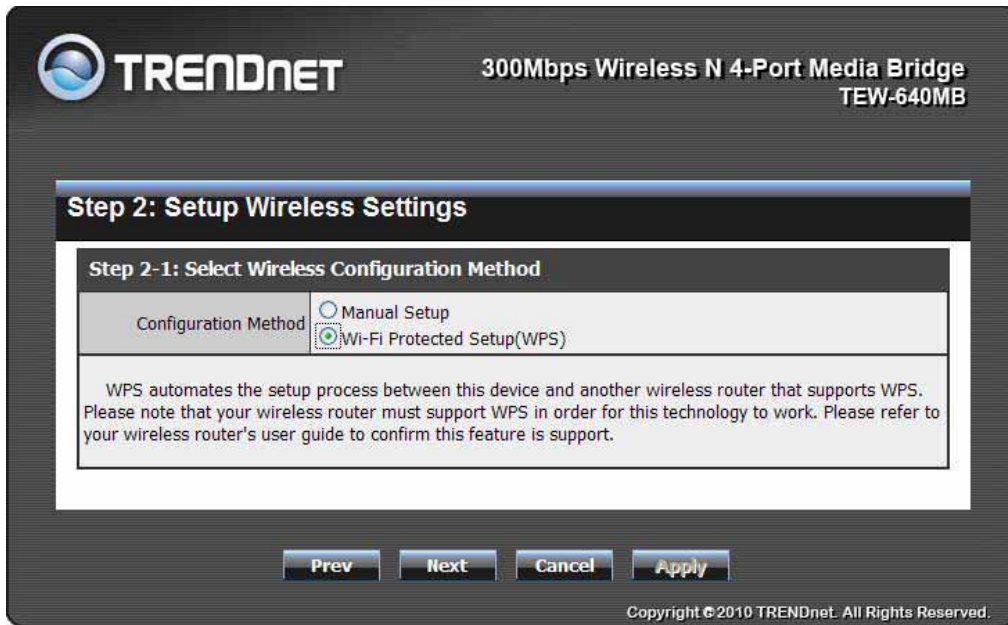 TRENDNET
300Mbps Wireless N 4-Port Media Bridge
TEW-640MB
Step 2: Setup Wireless Settings
Step 2-1: Select Wireless Configuration Method
Configuration Method
Manual Setup
Wi-Fi Protected Setup(WPS)
WPS automates the setup process between this device and another wireless router that supports WPS.
Please note that your wireless router must support WPS in order for this technology to work. Please refer to
your wireless router's user guide to confirm this feature is support.
Prev Next Cancel Apply
Copyright © 2010 TRENDnet. All Rights Reserved.